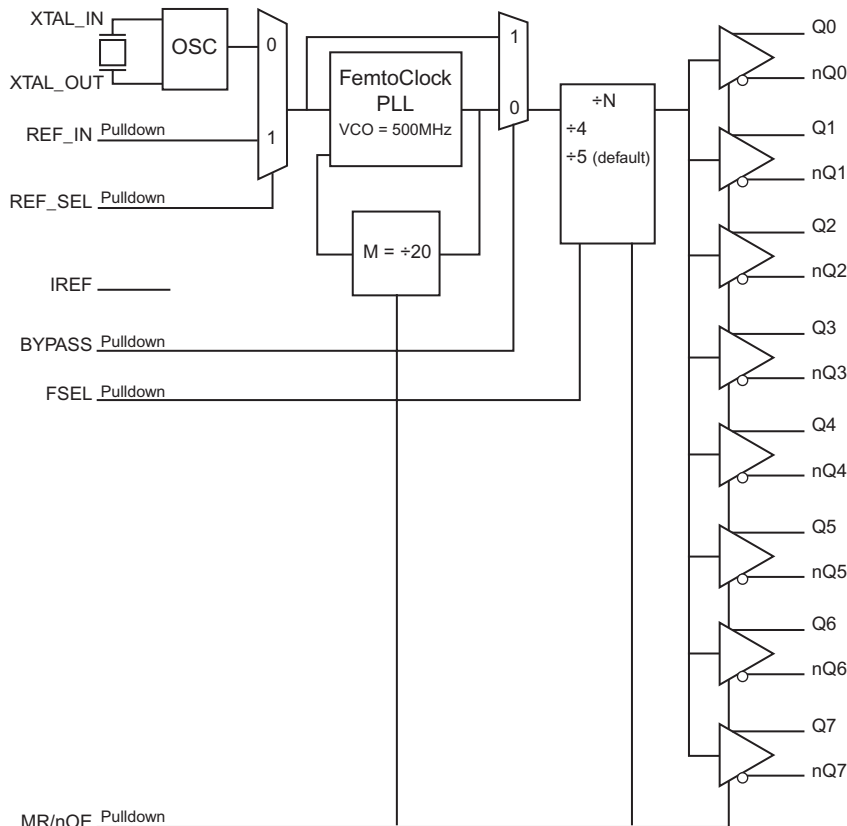 XTAL_IN
OSC
XTAL_OUT
0
1
REF_IN Pulldown
REF_SEL Pulldown
FemtoClock
PLL
VCO = 500MHz
1
0
÷N
÷4
÷5 (default)
M = ÷20
IREF
BYPASS Pulldown
FSEL Pulldown
MR/nOE Pulldown
Q0
nQ0
Q1
nQ1
Q2
nQ2
Q3
nQ3
Q4
nQ4
Q5
nQ5
Q6
nQ6
Q7
nQ7